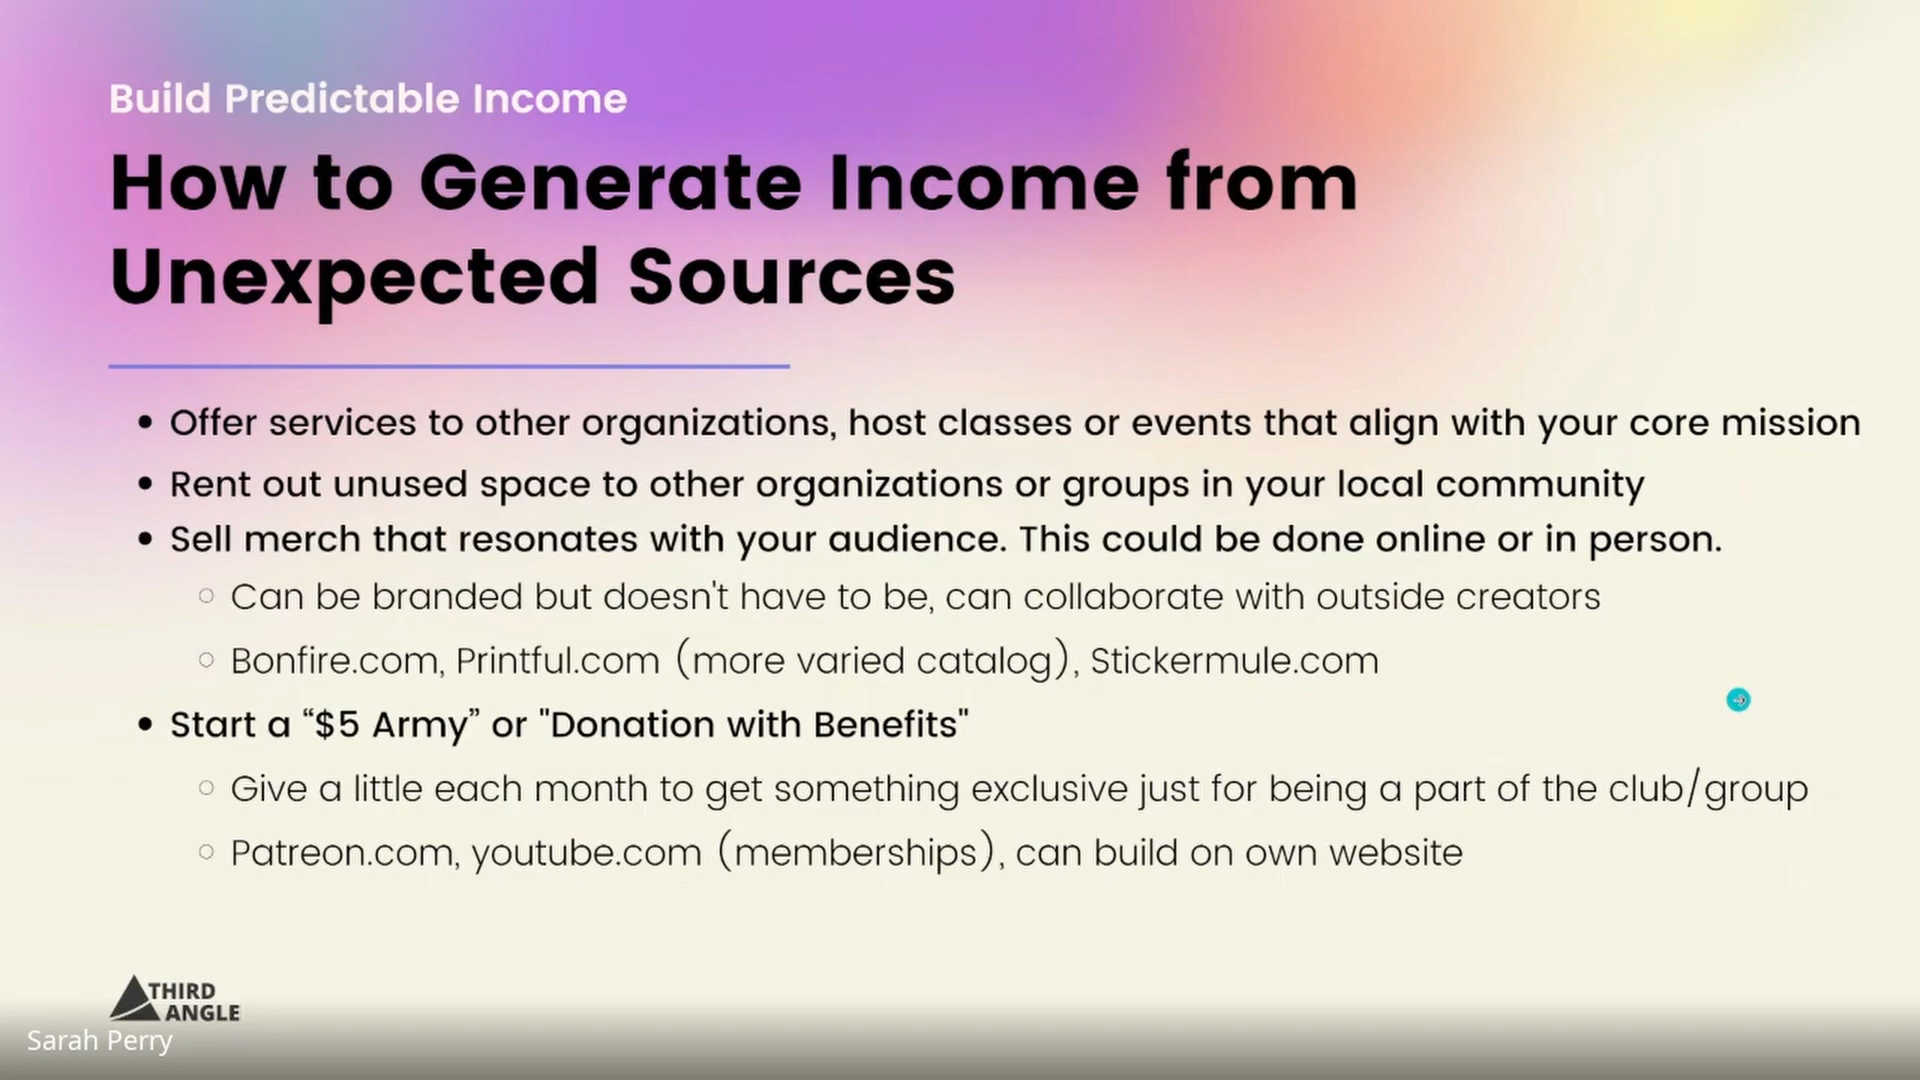 Build Predictable Income
How to Generate Income from
Unexpected Sources
• Offer services to other organizations, host classes or events that align with your core mission
• Rent out unused space to other organizations or groups in your local community
• Sell merch that resonates with your audience. This could be done online or in person.
○ Can be branded but doesn't have to be, can collaborate with outside creators
○ Bonfire.com, Printful.com (more varied catalog), Stickermule.com
• Start a “$5 Army” or "Donation with Benefits"
○ Give a little each month to get something exclusive just for being a part of the club/group
○ Patreon.com, youtube.com (memberships), can build on own website
THIRD
ANGLE
Sarah Perry